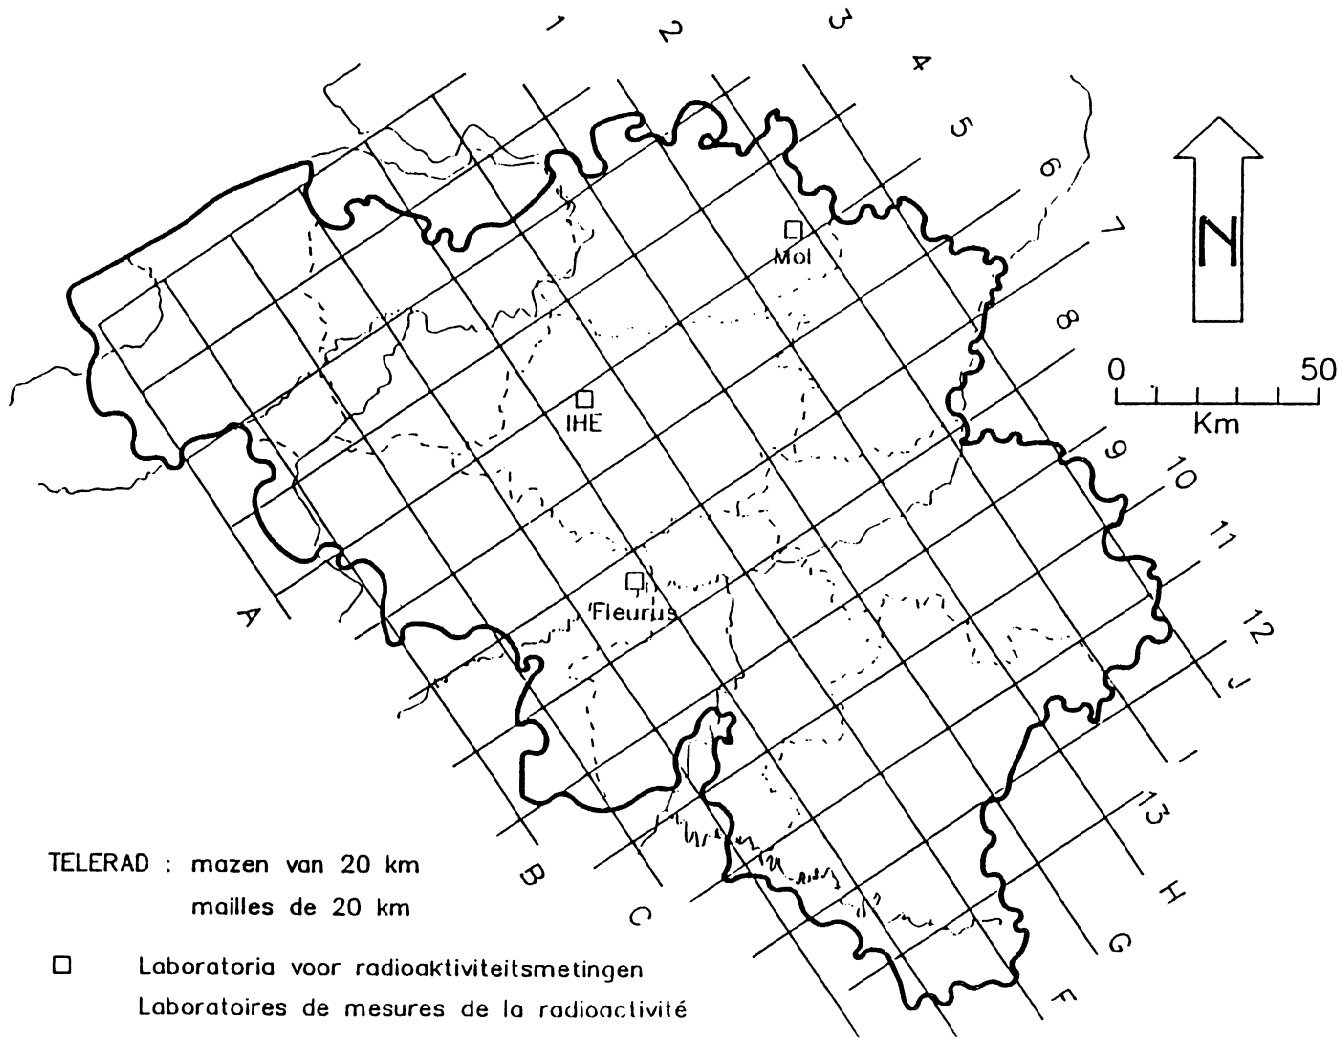 1
2
3
4
5
6
7
8
9
10
11
12
13
A
B
C
F
G
H
I
J
N
0 50
Km
Mol
IHE
Fleurus
TELERAD : mazen van 20 km
mailles de 20 km
Laboratoria voor radioaktiviteitsmetingen
Laboratoires de mesures de la radioactivité